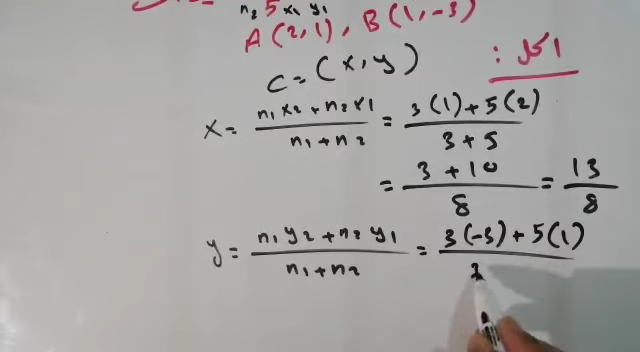 n₂ 5 x₁ y₁
A(2,1), B(1,-3)
الحل:
C = (x,y)
x = (n₁x₂+n₂x₁)/(n₁+n₂) = (3(1)+5(2))/(3+5)
= (3+10)/8 = 13/8
y = (n₁y₂+n₂y₁)/(n₁+n₂) = (3(-3)+5(1))/3